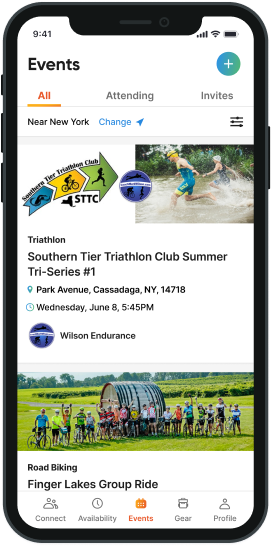 9:41
Events
All
Attending
Invites
Near New York
Change
Southern Tier Triathlon Club
STTC
Triathlon
Southern Tier Triathlon Club Summer
Tri-Series #1
Park Avenue, Cassadaga, NY, 14718
Wednesday, June 8, 5:45PM
Wilson Endurance
Road Biking
Finger Lakes Group Ride
Connect
Availability
Events
Gear
Profile